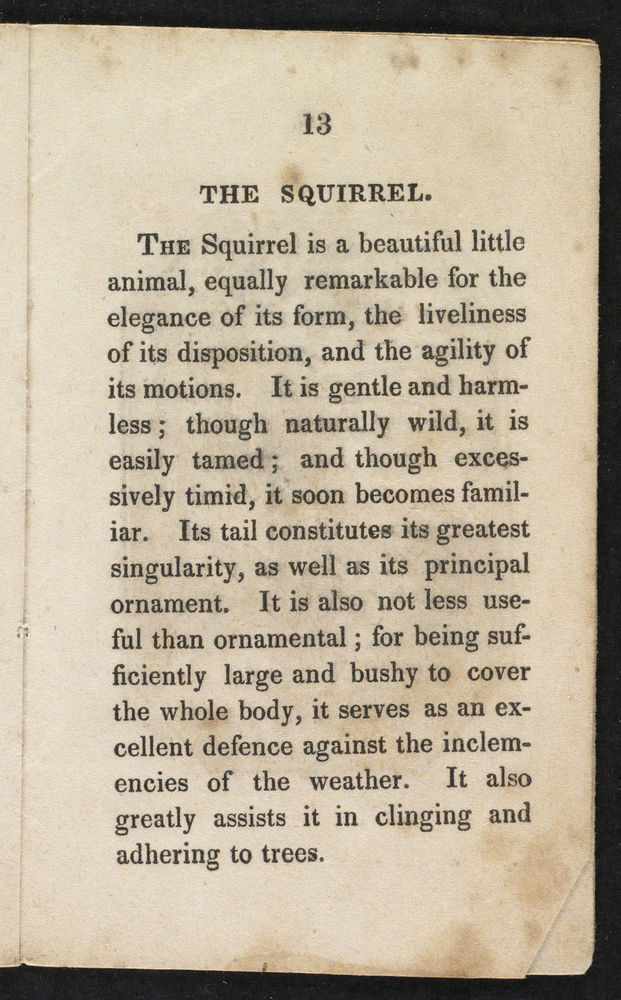 13
THE SQUIRREL.
THE Squirrel is a beautiful little
animal, equally remarkable for the
elegance of its form, the liveliness
of its disposition, and the agility of
its motions. It is gentle and harm-
less; though naturally wild, it is
easily tamed; and though exces-
sively timid, it soon becomes famil-
iar. Its tail constitutes its greatest
singularity, as well as its principal
ornament. It is also not less use-
ful than ornamental; for being suf-
ficiently large and bushy to cover
the whole body, it serves as an ex-
cellent defence against the inclem-
encies of the weather. It also
greatly assists it in clinging and
adhering to trees.